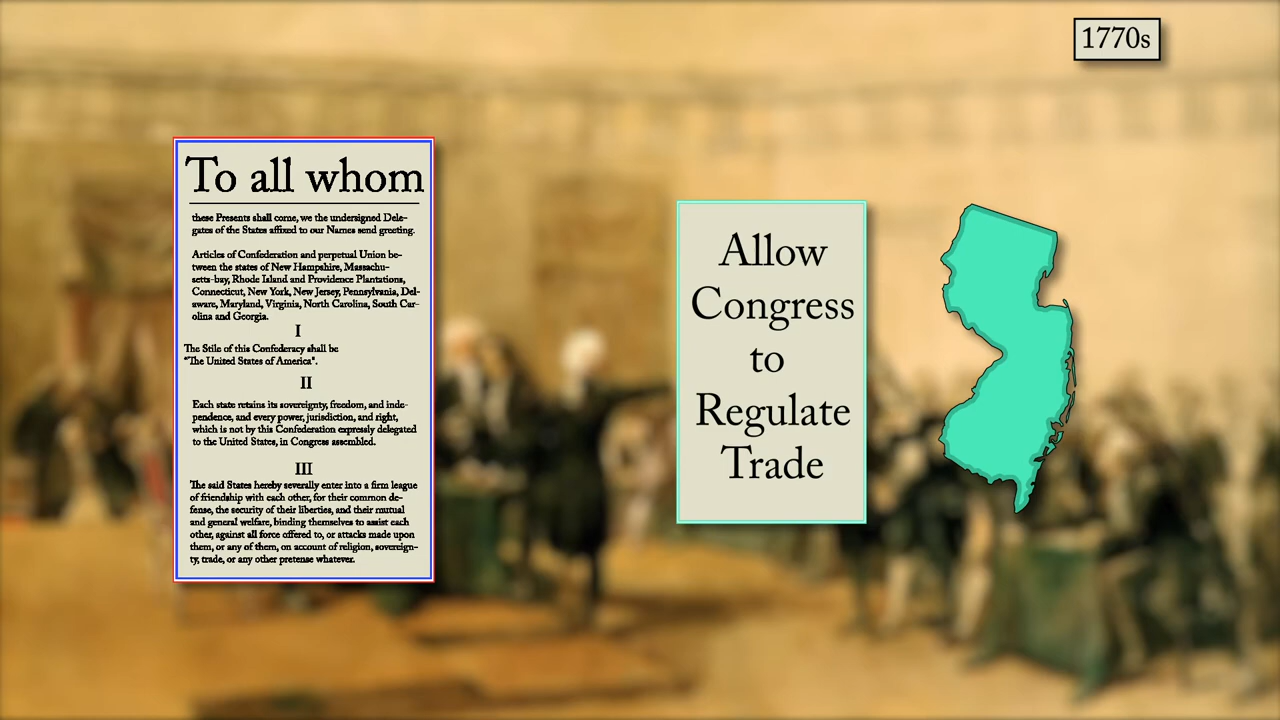 1770s
To all whom
these Presents shall come, we the undersigned Dele-
gates of the States affixed to our Names send greeting.
Articles of Confederation and perpetual Union be-
tween the states of New Hampshire, Massachu-
setts-bay, Rhode Island and Providence Plantations,
Connecticut, New York, New Jersey, Pennsylvania, Del-
aware, Maryland, Virginia, North Carolina, South Car-
olina and Georgia.
I
The Stile of this Confederacy shall be
"The United States of America".
II
Each state retains its sovereignty, freedom, and inde-
pendence, and every power, jurisdiction, and right,
which is not by this Confederation expressly delegated
to the United States, in Congress assembled.
III
The said States hereby severally enter into a firm league
of friendship with each other, for their common de-
fense, the security of their liberties, and their mutual
and general welfare, binding themselves to assist each
other, against all force offered to, or attacks made upon
them, or any of them, on account of religion, sovereign-
ty, trade, or any other pretense whatever.
Allow
Congress
to
Regulate
Trade